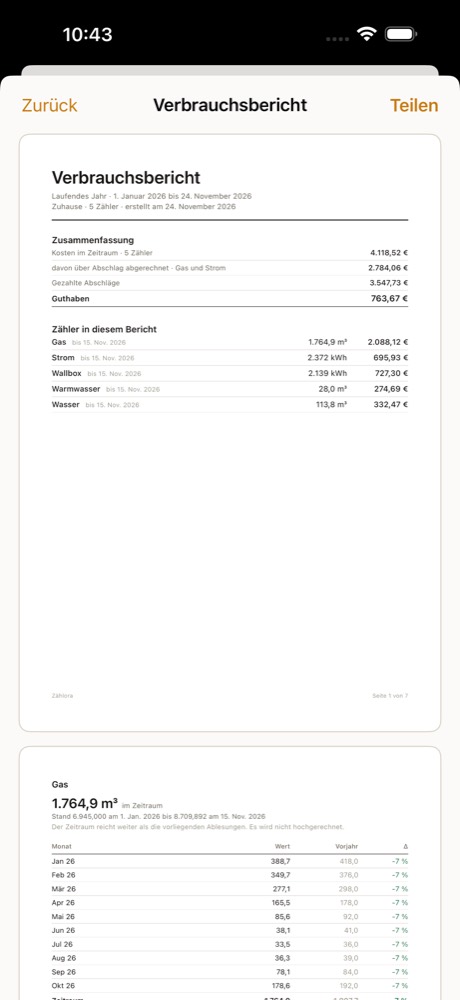 10:43
Zurück Verbrauchsbericht Teilen
Verbrauchsbericht
Laufendes Jahr · 1. Januar 2026 bis 24. November 2026
Zuhause · 5 Zähler · erstellt am 24. November 2026
Zusammenfassung
Kosten im Zeitraum · 5 Zähler 4.118,52 €
davon über Abschlag abgerechnet · Gas und Strom 2.784,06 €
Gezahlte Abschläge 3.547,73 €
Guthaben 763,67 €
Zähler in diesem Bericht
Gas bis 15. Nov. 2026 1.764,9 m³ 2.088,12 €
Strom bis 15. Nov. 2026 2.372 kWh 695,93 €
Wallbox bis 15. Nov. 2026 2.139 kWh 727,30 €
Warmwasser bis 15. Nov. 2026 28,0 m³ 274,69 €
Wasser bis 15. Nov. 2026 113,8 m³ 332,47 €
Zählora Seite 1 von 7
Gas
1.764,9 m³ im Zeitraum
Stand 6.945,000 am 1. Jan. 2026 bis 8.709,892 am 15. Nov. 2026
Der Zeitraum reicht weiter als die vorliegenden Ablesungen. Es wird nicht hochgerechnet.
Monat Wert Vorjahr Δ
Jan 26 388,7 418,0 -7 %
Feb 26 349,7 376,0 -7 %
Mär 26 277,1 298,0 -7 %
Apr 26 165,5 178,0 -7 %
Mai 26 85,6 92,0 -7 %
Jun 26 38,1 41,0 -7 %
Jul 26 33,5 36,0 -7 %
Aug 26 36,3 39,0 -7 %
Sep 26 78,1 84,0 -7 %
Okt 26 178,6 192,0 -7 %